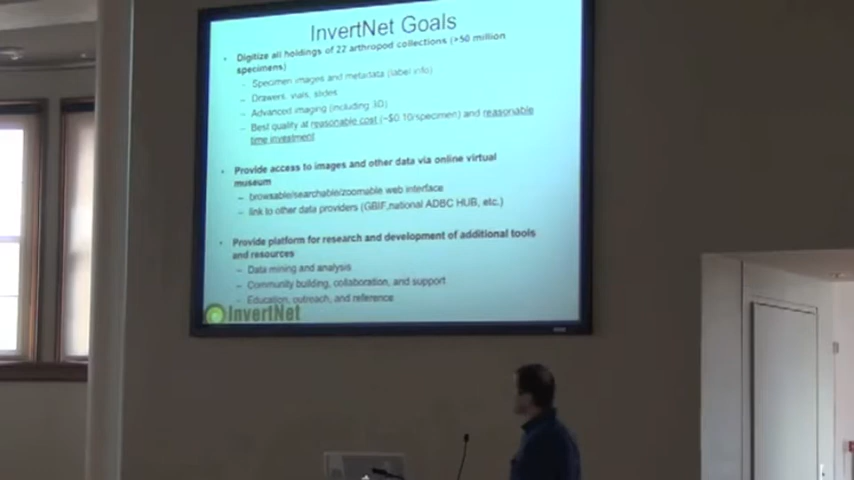 InvertNet Goals
• Digitize all holdings of 22 arthropod collections (>50 million
specimens)
– Specimen images and metadata (label info)
– Drawers, vials, slides
– Advanced imaging (including 3D)
– Best quality at reasonable cost (~$0.10/specimen) and reasonable
time investment
• Provide access to images and other data via online virtual
museum
– browsable/searchable/zoomable web interface
– link to other data providers (GBIF,national ADBC HUB, etc.)
• Provide platform for research and development of additional tools
and resources
– Data mining and analysis
– Community building, collaboration, and support
– Education, outreach, and reference
InvertNet